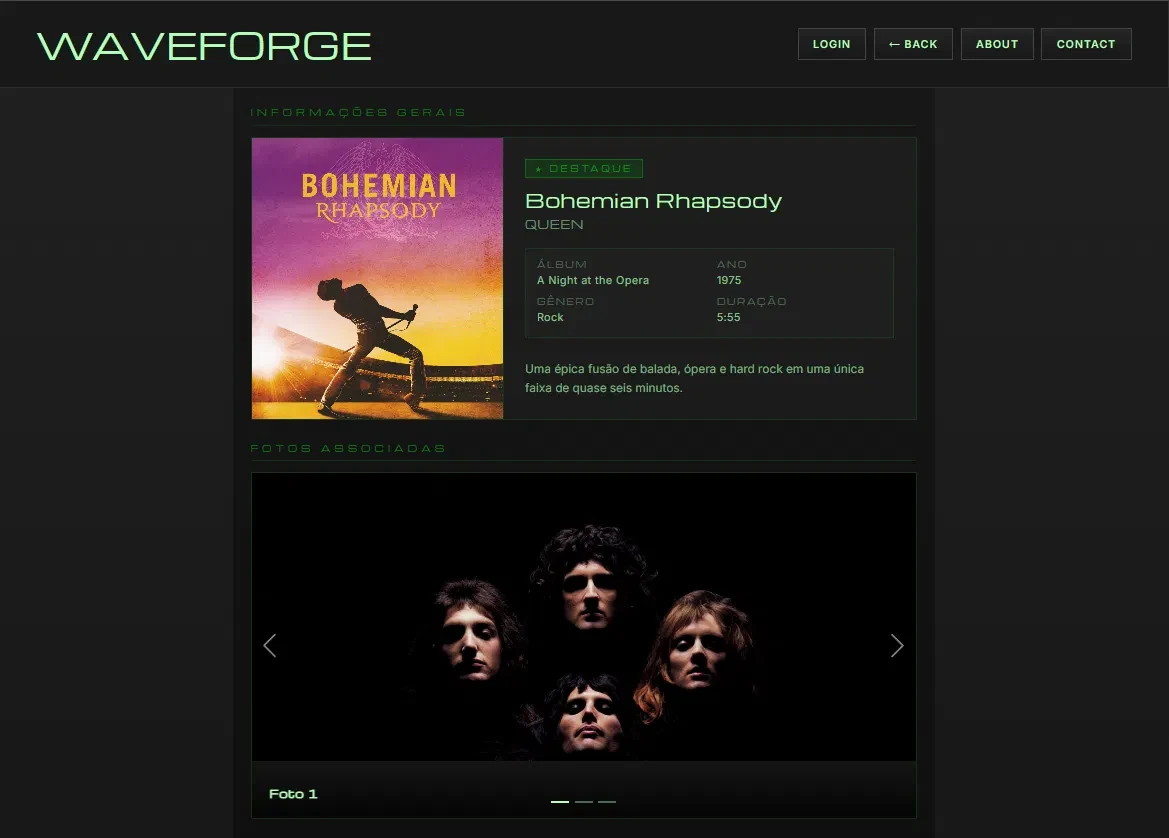 WAVEFORGE
LOGIN
← BACK
ABOUT
CONTACT
INFORMAÇÕES GERAIS
BOHEMIAN
RHAPSODY
★ DESTAQUE
Bohemian Rhapsody
QUEEN
ÁLBUM
A Night at the Opera
ANO
1975
GÊNERO
Rock
DURAÇÃO
5:55
Uma épica fusão de balada, ópera e hard rock em uma única
faixa de quase seis minutos.
FOTOS ASSOCIADAS
Foto 1